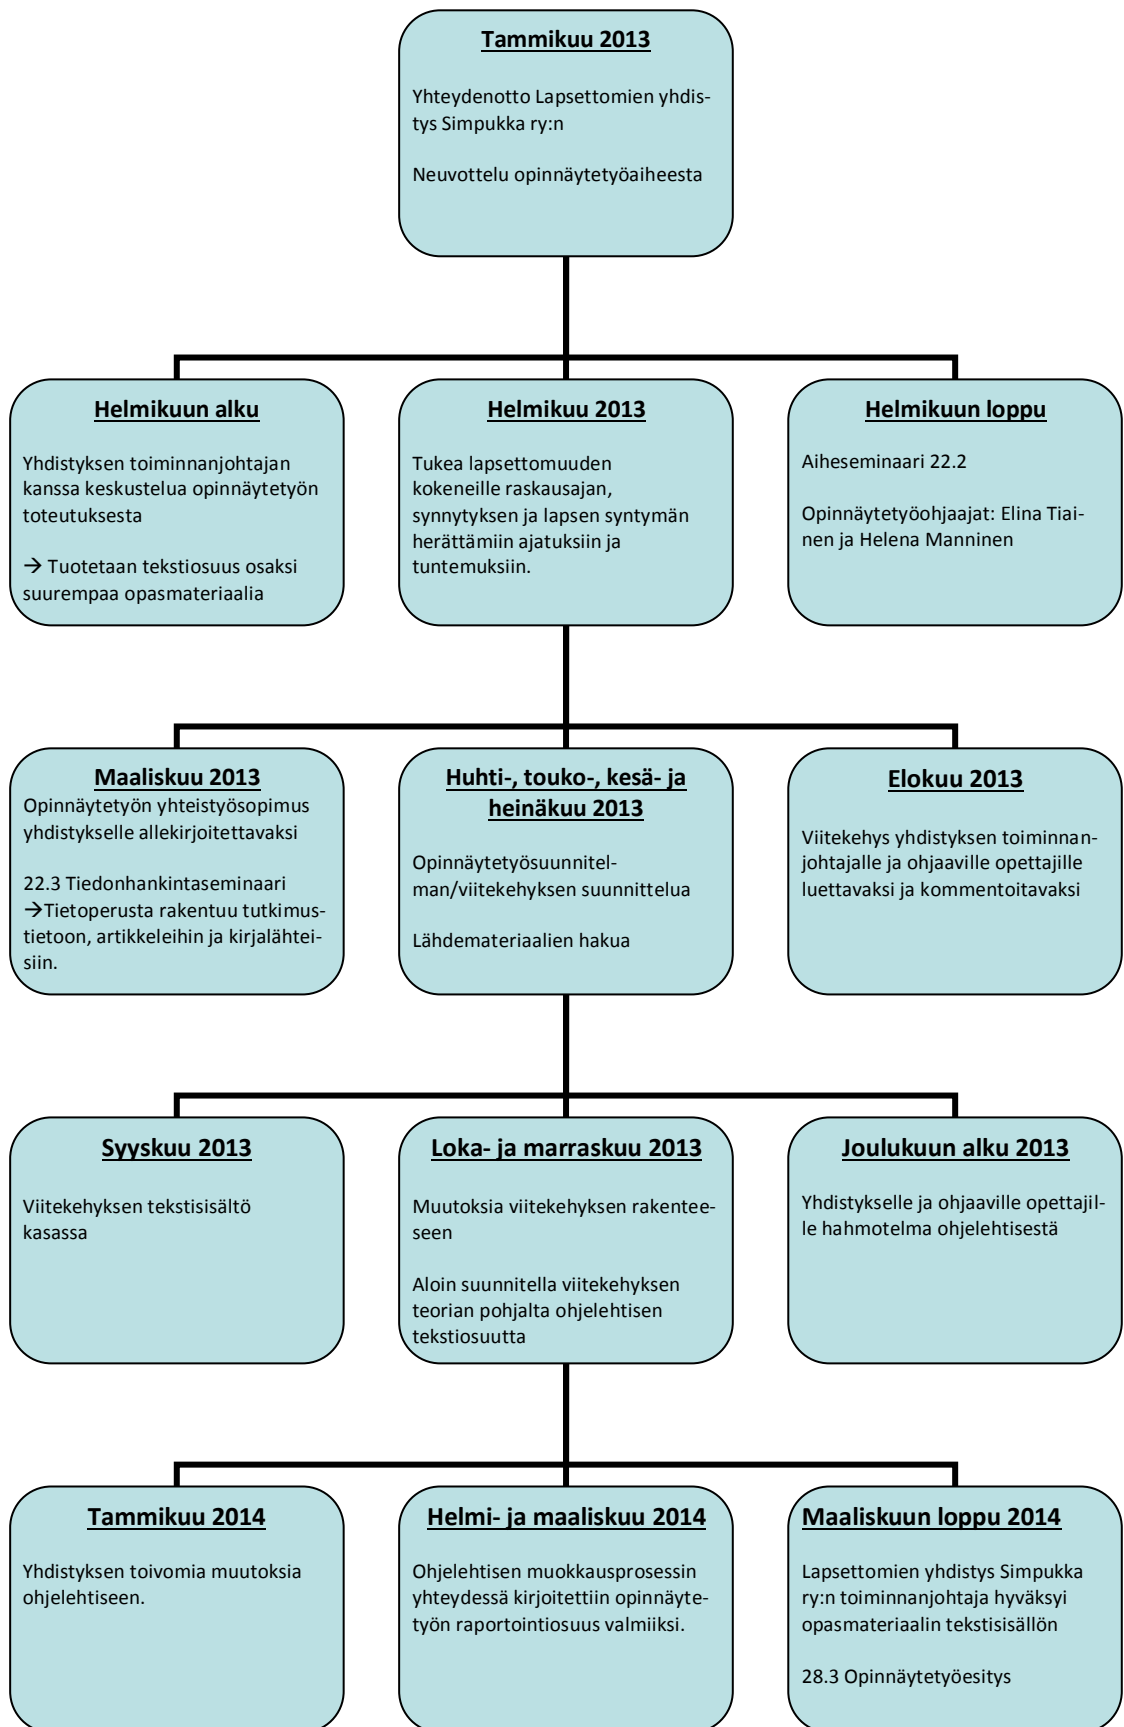 Tammikuu 2013
Yhteydenotto Lapsettomien yhdis-
tys Simpukka ry:n
Neuvottelu opinnäytetyöaiheesta
Helmikuun alku
Yhdistyksen toiminnanjohtajan
kanssa keskustelua opinnäytetyön
toteutuksesta
→ Tuotetaan tekstiosuus osaksi
suurempaa opasmateriaalia
Helmikuu 2013
Tukea lapsettomuuden
kokeneille raskausajan,
synnytyksen ja lapsen syntymän
herättämiin ajatuksiin ja
tuntemuksiin.
Helmikuun loppu
Aiheseminaari 22.2
Opinnäytetyöohjaajat: Elina Tiai-
nen ja Helena Manninen
Maaliskuu 2013
Opinnäytetyön yhteistyösopimus
yhdistykselle allekirjoitettavaksi
22.3 Tiedonhankintaseminaari
→Tietoperusta rakentuu tutkimus-
tietoon, artikkeleihin ja kirjalähtei-
siin.
Huhti-, touko-, kesä- ja
heinäkuu 2013
Opinnäytetyösuunnitel-
man/viitekehyksen suunnittelua
Lähdemateriaalien hakua
Elokuu 2013
Viitekehys yhdistyksen toiminnan-
johtajalle ja ohjaaville opettajille
luettavaksi ja kommentoitavaksi
Syyskuu 2013
Viitekehyksen tekstisisältö
kasassa
Loka- ja marraskuu 2013
Muutoksia viitekehyksen rakentee-
seen
Aloin suunnitella viitekehyksen
teorian pohjalta ohjelehtisen
tekstiosuutta
Joulukuun alku 2013
Yhdistykselle ja ohjaaville opettajil-
le hahmotelma ohjelehtisestä
Tammikuu 2014
Yhdistyksen toivomia muutoksia
ohjelehtiseen.
Helmi- ja maaliskuu 2014
Ohjelehtisen muokkausprosessin
yhteydessä kirjoitettiin opinnäyte-
työn raportointiosuus valmiiksi.
Maaliskuun loppu 2014
Lapsettomien yhdistys Simpukka
ry:n toiminnanjohtaja hyväksyi
opasmateriaalin tekstisisällön
28.3 Opinnäytetyöesitys